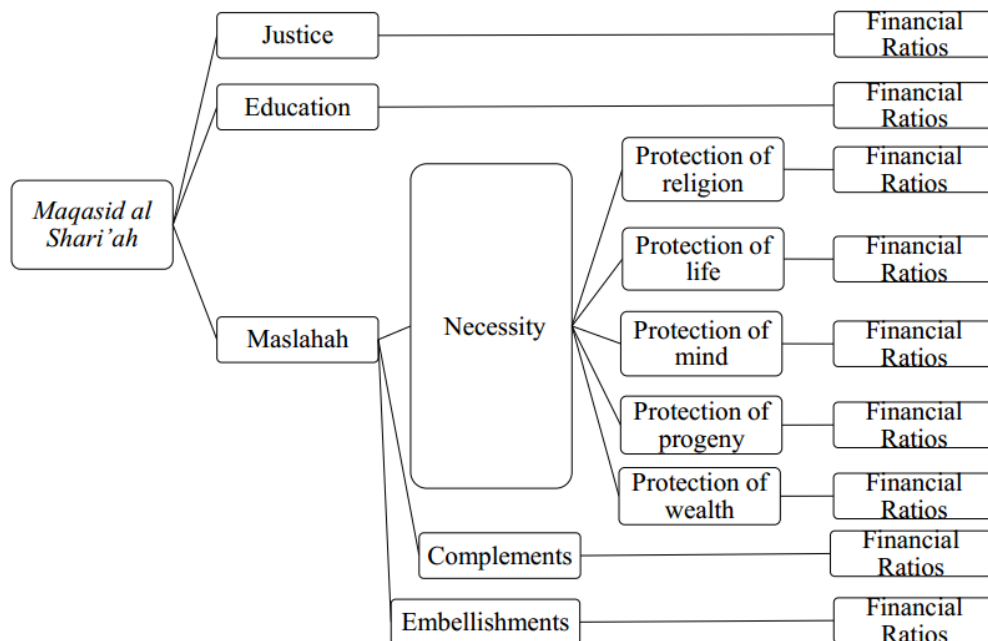 Justice
Financial
Ratios
Education
Financial
Ratios
Maqasid al
Shari’ah
Maslahah
Necessity
Protection of
religion
Financial
Ratios
Protection of
life
Financial
Ratios
Protection of
mind
Financial
Ratios
Protection of
progeny
Financial
Ratios
Protection of
wealth
Financial
Ratios
Complements
Financial
Ratios
Embellishments
Financial
Ratios